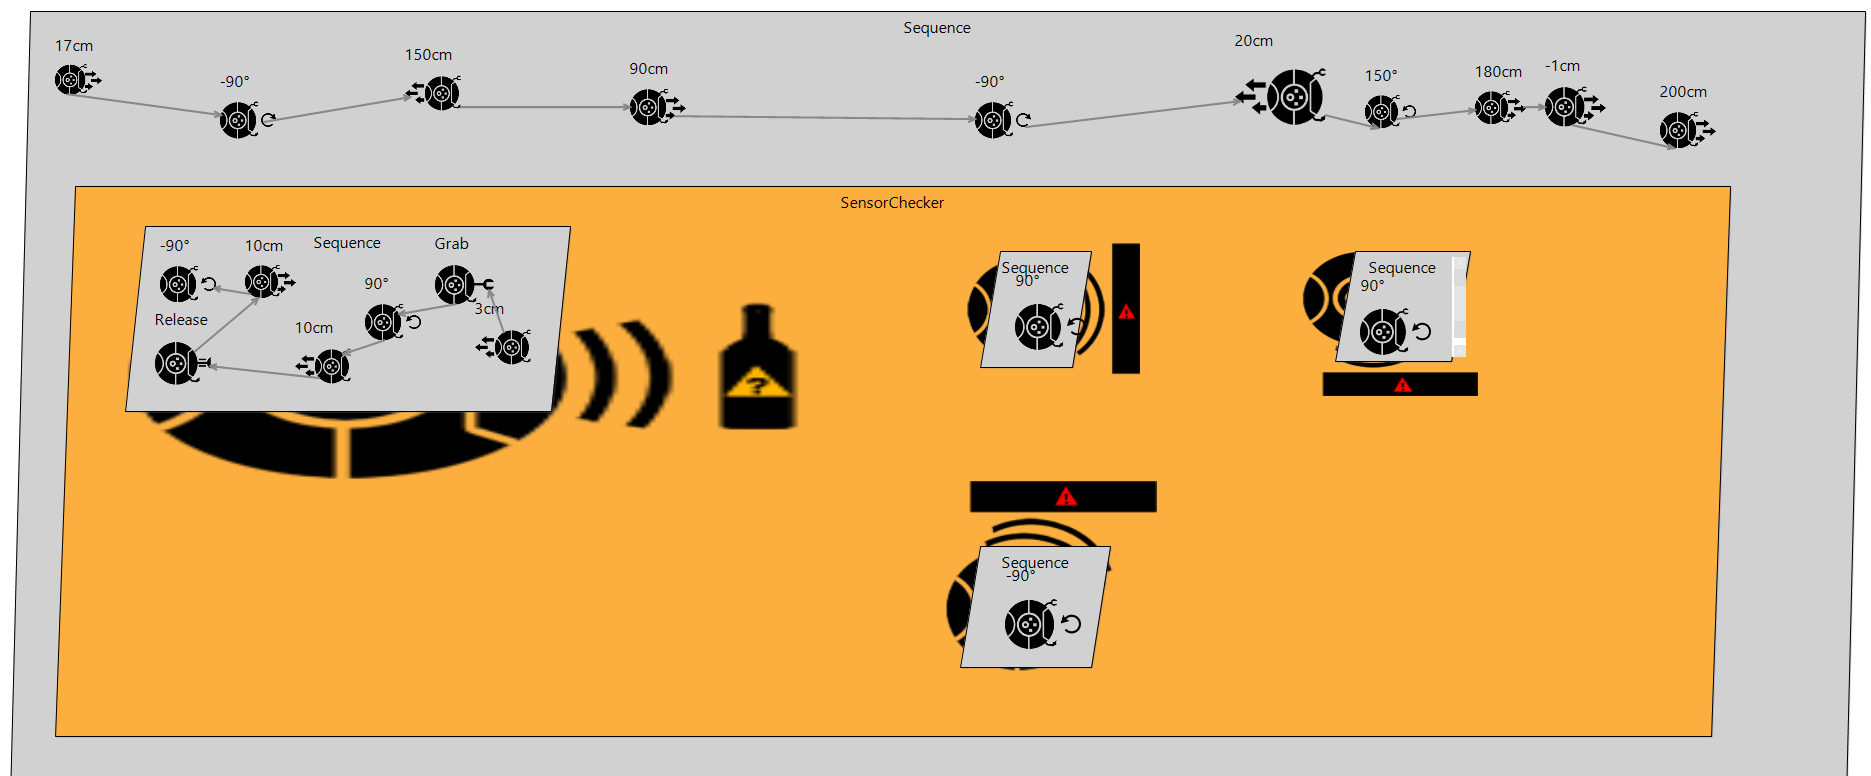 Sequence
17cm
-90°
150cm
90cm
-90°
20cm
150°
180cm
-1cm
200cm
SensorChecker
-90°
10cm
Sequence
Grab
90°
3cm
Release
10cm
?
Sequence
90°
!
Sequence
90°
!
!
Sequence
-90°